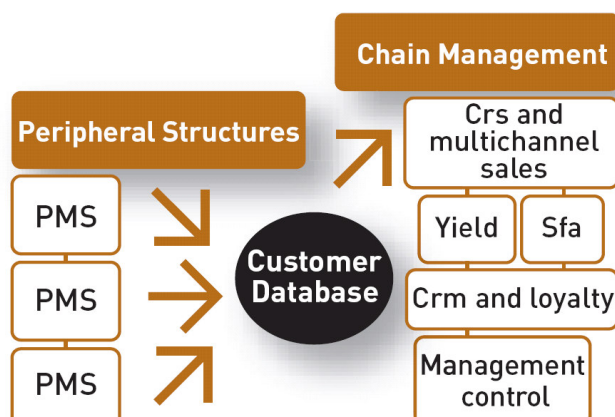 Chain Management
Peripheral Structures
Crs and
multichannel
sales
PMS
Yield
Sfa
Customer
Database
PMS
Crm and loyalty
PMS
Management
control